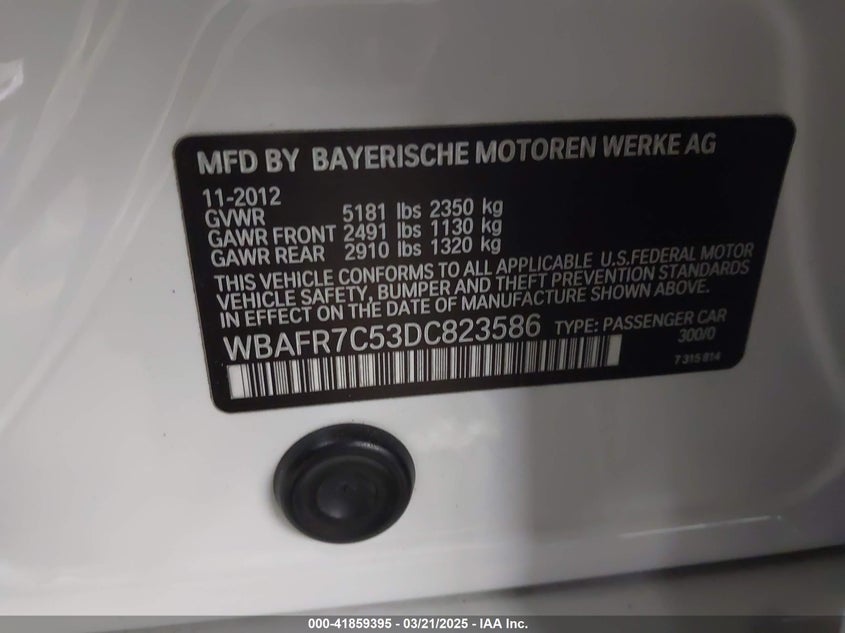 MFD BY BAYERISCHE MOTOREN WERKE AG
11-2012
GVWR 5181 lbs 2350 kg
GAWR FRONT 2491 lbs 1130 kg
GAWR REAR 2910 lbs 1320 kg
THIS VEHICLE CONFORMS TO ALL APPLICABLE U.S.FEDERAL MOTOR
VEHICLE SAFETY, BUMPER AND THEFT PREVENTION STANDARDS
IN EFFECT ON THE DATE OF MANUFACTURE SHOWN ABOVE.
WBAFR7C53DC823586 TYPE: PASSENGER CAR
300/0
7 315 814
000-41859395 - 03/21/2025 - IAA Inc.